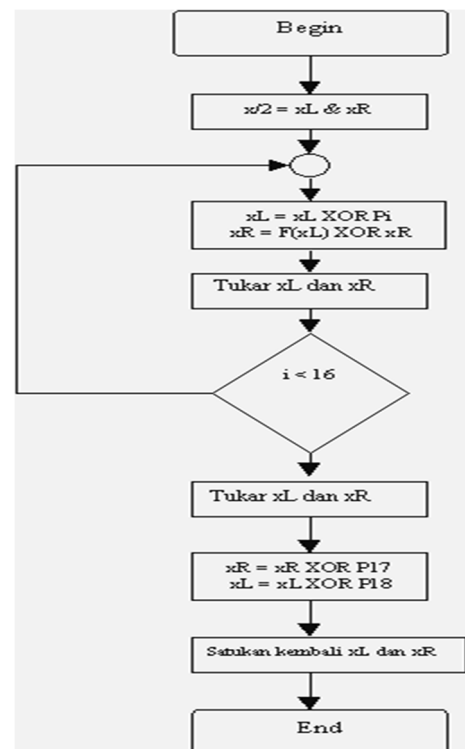 Begin
x/2 = xL & xR
xL = xL XOR Pi
xR = F(xL) XOR xR
Tukar xL dan xR
i < 16
Tukar xL dan xR
xR = xR XOR P17
xL = xL XOR P18
Satukan kembali xL dan xR
End